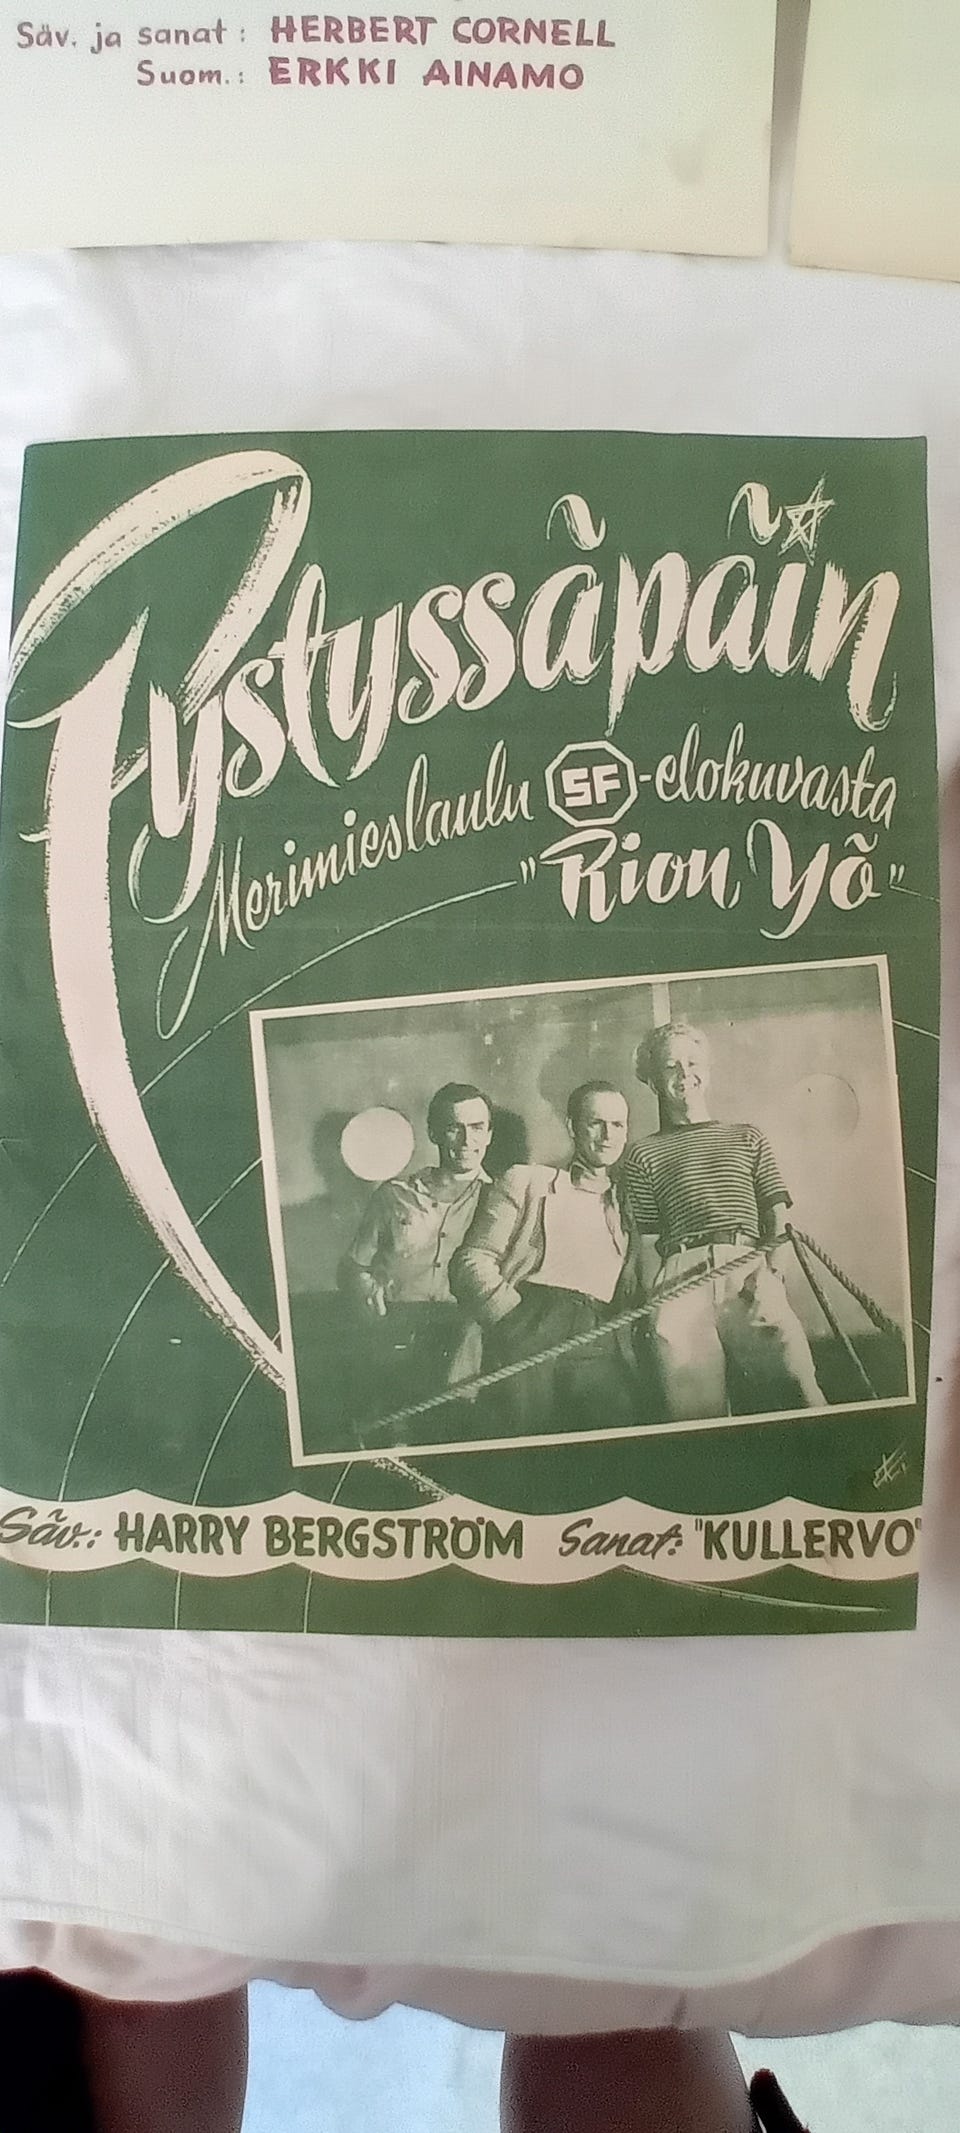 Säv. ja sanat: HERBERT CORNELL
Suom.: ERKKI AINAMO
Pystyssäpäin
Merimieslaulu SF-elokuvasta
"Rion Yö"
Säv.: HARRY BERGSTRÖM Sanat: "KULLERVO"